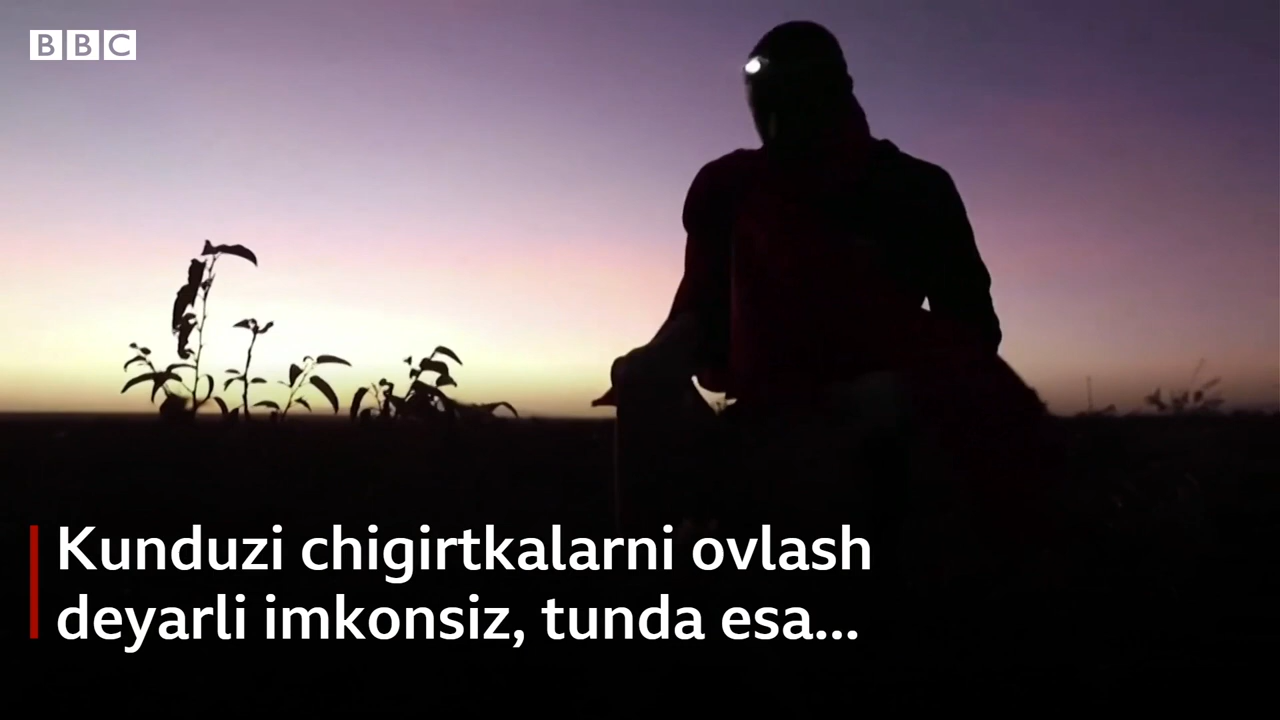 BBC
Kunduzi chigirtkalarni ovlash
deyarli imkonsiz, tunda esa...